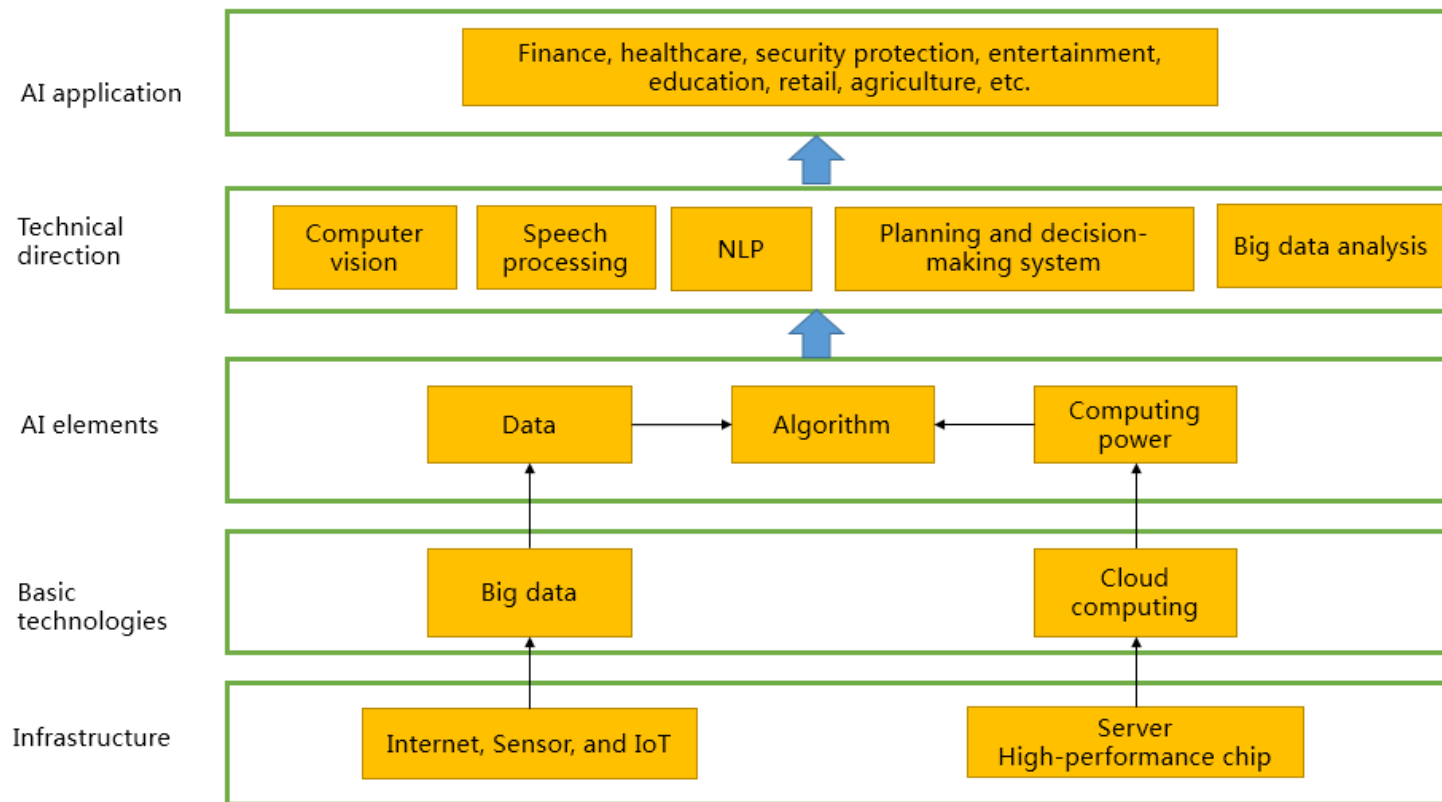 AI application
Finance, healthcare, security protection, entertainment,
education, retail, agriculture, etc.
Technical
direction
Computer
vision
Speech
processing
NLP
Planning and decision-
making system
Big data analysis
AI elements
Data
Algorithm
Computing
power
Basic
technologies
Big data
Cloud
computing
Infrastructure
Internet, Sensor, and IoT
Server
High-performance chip